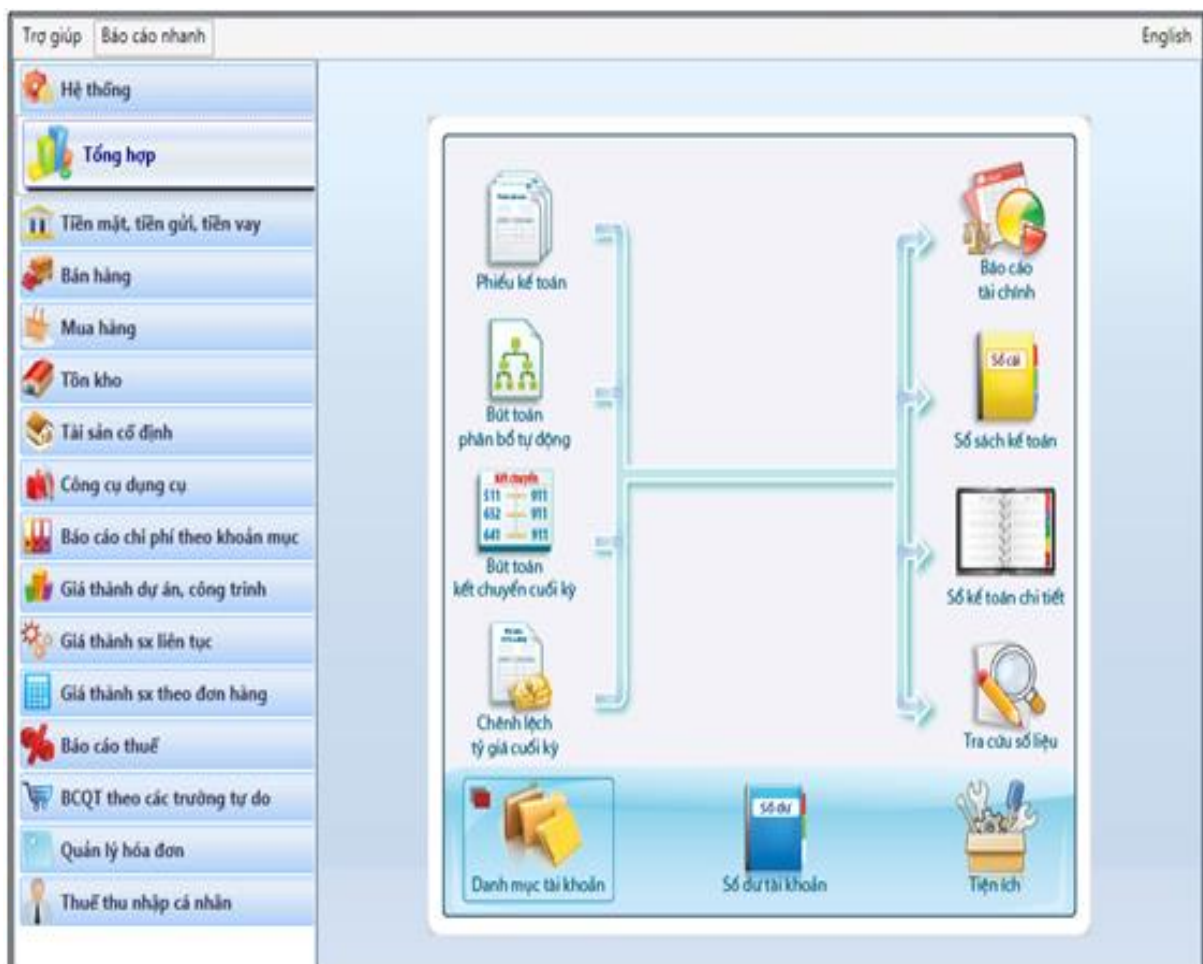 Trợ giúp Báo cáo nhanh English
Hệ thống
Tổng hợp
Tiền mặt, tiền gửi, tiền vay
Bán hàng
Mua hàng
Tồn kho
Tài sản cố định
Công cụ dụng cụ
Báo cáo chi phí theo khoản mục
Giá thành dự án, công trình
Giá thành sx liên tục
Giá thành sx theo đơn hàng
Báo cáo thuế
BCQT theo các trường tự do
Quản lý hóa đơn
Thuế thu nhập cá nhân
Phiếu kế toán
Bút toán
phân bổ tự động
Kết chuyển
511 911
632 911
641 911
Bút toán
kết chuyển cuối kỳ
Chênh lệch
tỷ giá cuối kỳ
Báo cáo
tài chính
Sổ cái
Sổ sách kế toán
Sổ kế toán chi tiết
Tra cứu số liệu
Danh mục tài khoản
Số dư
Số dư tài khoản
Tiện ích